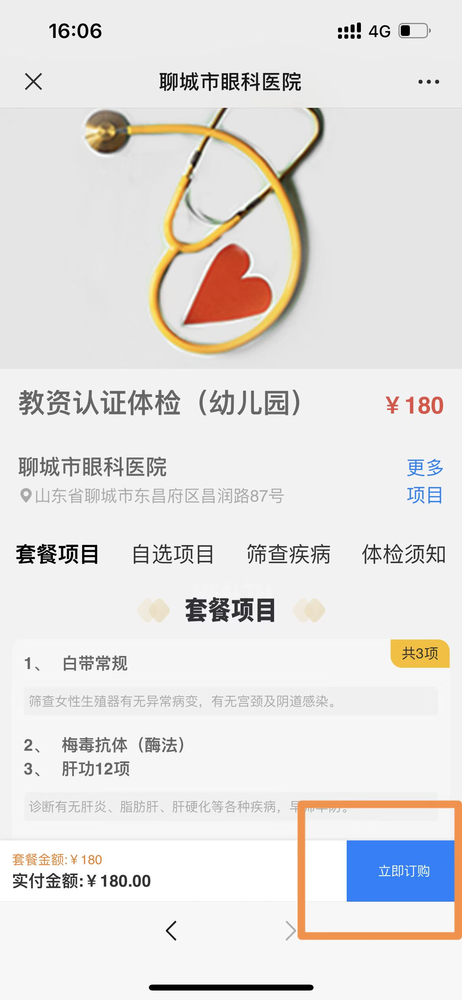 16:06
4G
聊城市眼科医院
教资认证体检（幼儿园）
¥180
聊城市眼科医院
更多
项目
山东省聊城市东昌府区昌润路87号
套餐项目 自选项目 筛查疾病 体检须知
HEALTH
套餐项目
共3项
1、 白带常规
筛查女性生殖器有无异常病变，有无宫颈及阴道感染。
2、 梅毒抗体（酶法）
3、 肝功12项
诊断有无肝炎、脂肪肝、肝硬化等各种疾病，早筛早防。
套餐金额:¥180
实付金额:¥180.00
立即订购